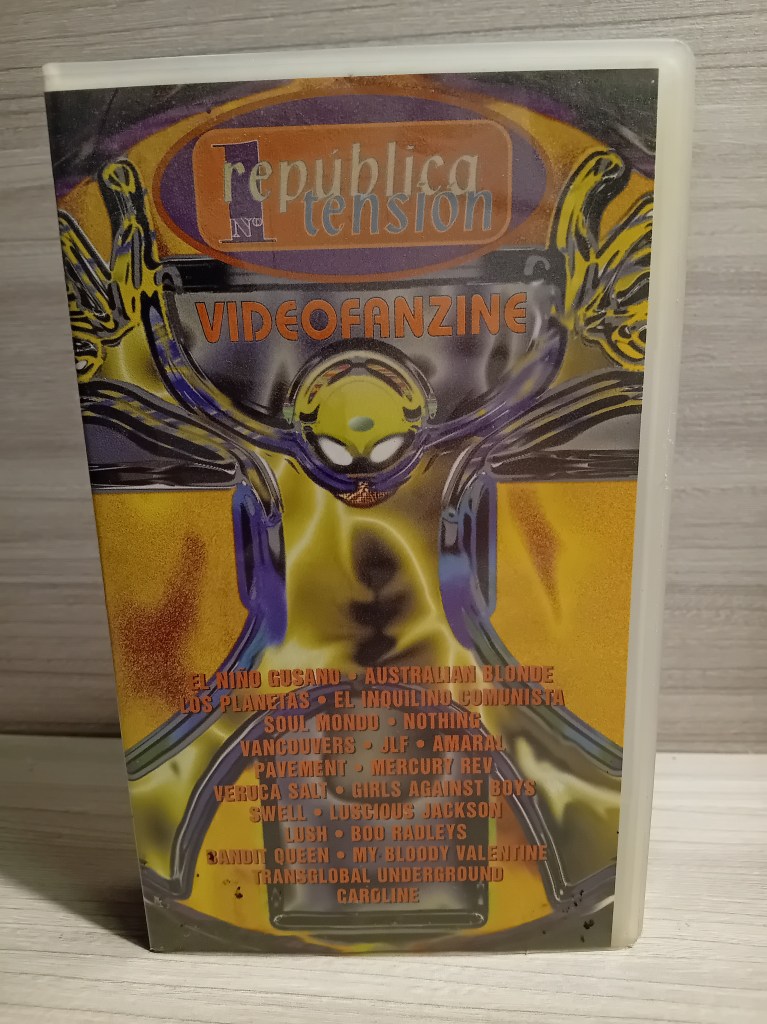 1
Nº
república
tensión
VIDEOFANZINE
EL NIÑO GUSANO • AUSTRALIAN BLONDE
LOS PLANETAS • EL INQUILINO COMUNISTA
SOUL MONDO • NOTHING
VANCOUVERS • JLF • AMARAL
PAVEMENT • MERCURY REV
VERUCA SALT • GIRLS AGAINST BOYS
SWELL • LUSCIOUS JACKSON
LUSH • BOO RADLEYS
BANDIT QUEEN • MY BLOODY VALENTINE
TRANSGLOBAL UNDERGROUND
CAROLINE